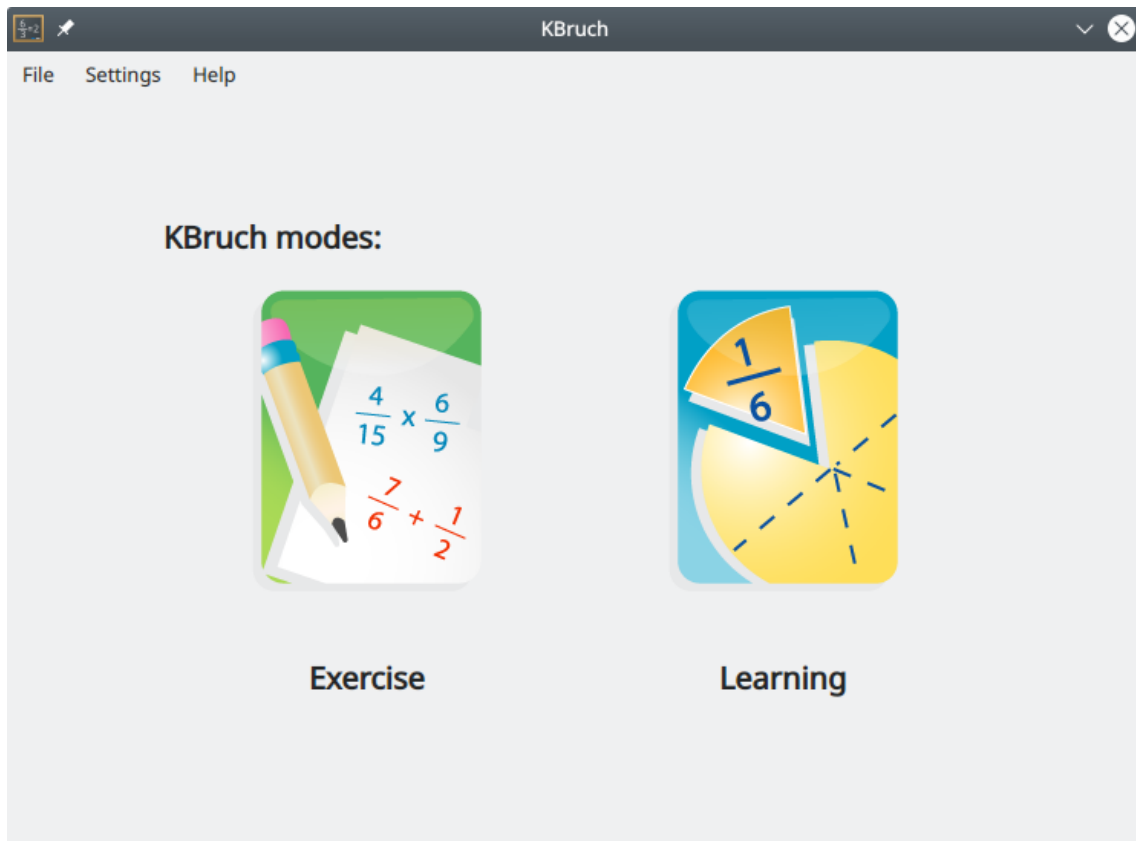 KBruch
File Settings Help
KBruch modes:
4/15 x 6/9
7/6 + 1/2
1/6
Exercise
Learning